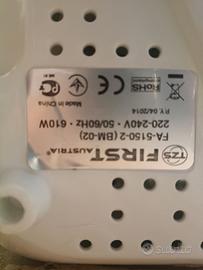 TZS
FIRST
AUSTRIA
FA-5150-2 (BM-02)
220-240V • 50/60Hz • 610W
P.Y. 04/2014
Made in China
RoHS
Subito